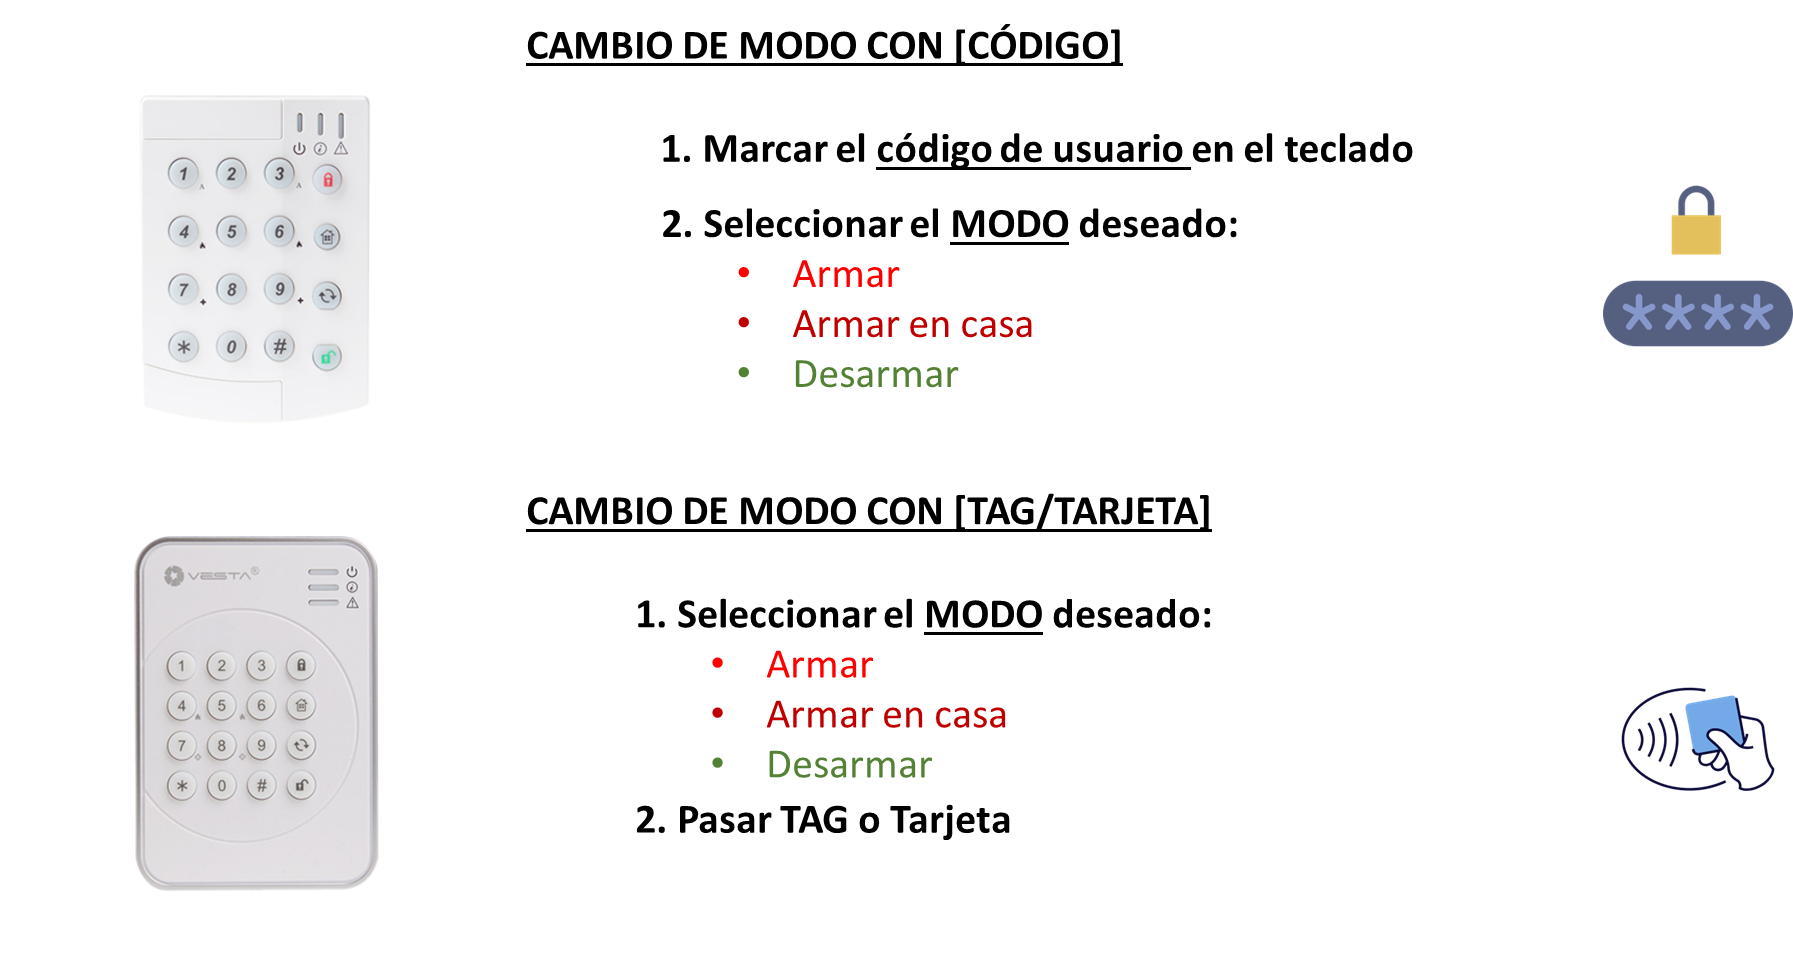 CAMBIO DE MODO CON [CÓDIGO]
1. Marcar el código de usuario en el teclado
2. Seleccionar el MODO deseado:
• Armar
• Armar en casa
• Desarmar
1 2 3
4 5 6
7 8 9
* 0 #
****
CAMBIO DE MODO CON [TAG/TARJETA]
1. Seleccionar el MODO deseado:
• Armar
• Armar en casa
• Desarmar
2. Pasar TAG o Tarjeta
VESTA®
1 2 3
4 5 6
7 8 9
* 0 #